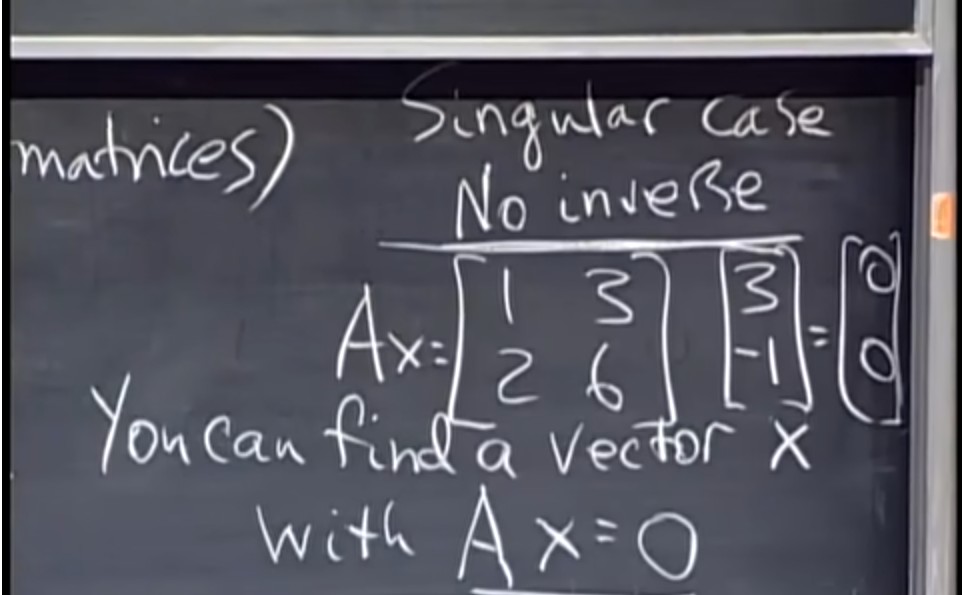 matrices)
Singular case
No inverse
Ax= [1 3] [3] = [0]
[2 6] [-1] [0]
You can find a vector x
with Ax=0